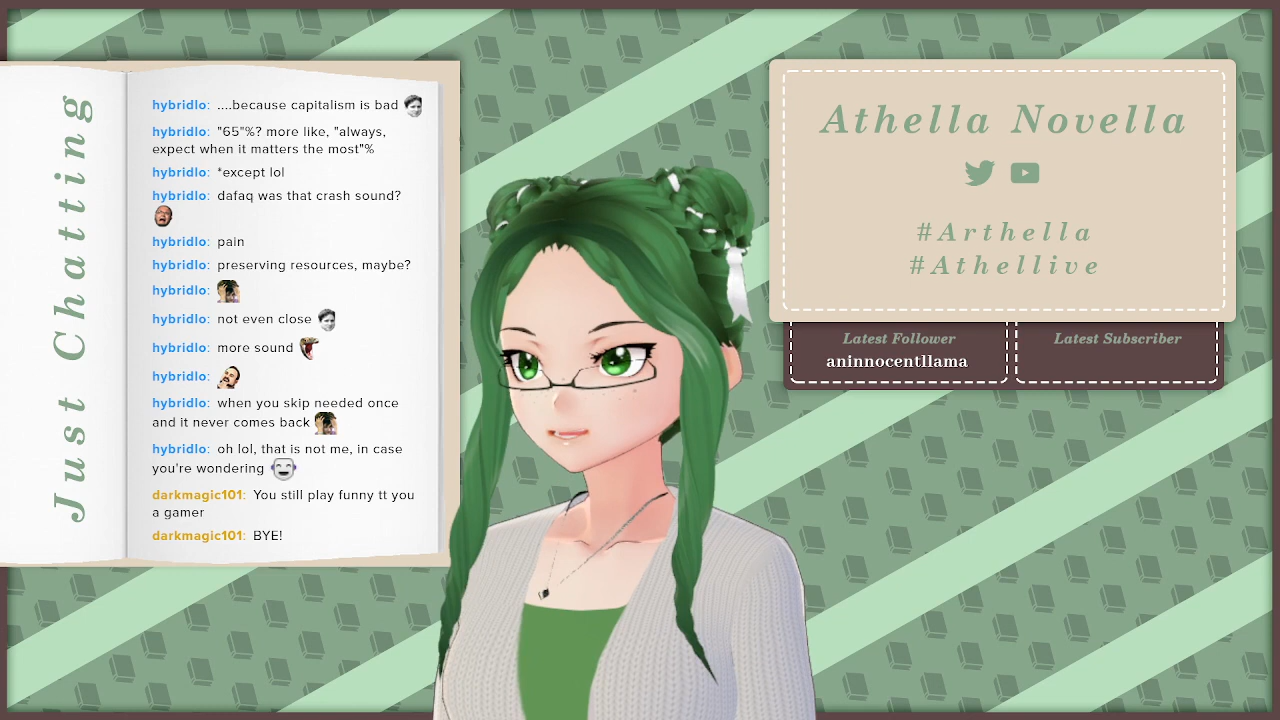 Just Chatting
hybridlo: ....because capitalism is bad
hybridlo: "65"%? more like, "always,
expect when it matters the most"%
hybridlo: *except lol
hybridlo: dafaq was that crash sound?
hybridlo: pain
hybridlo: preserving resources, maybe?
hybridlo:
hybridlo: not even close
hybridlo: more sound
hybridlo:
hybridlo: when you skip needed once
and it never comes back
hybridlo: oh lol, that is not me, in case
you're wondering
darkmagic101: You still play funny tt you
a gamer
darkmagic101: BYE!
Athella Novella
#Arthella
#Athellive
Latest Follower
aninnocentllama
Latest Subscriber